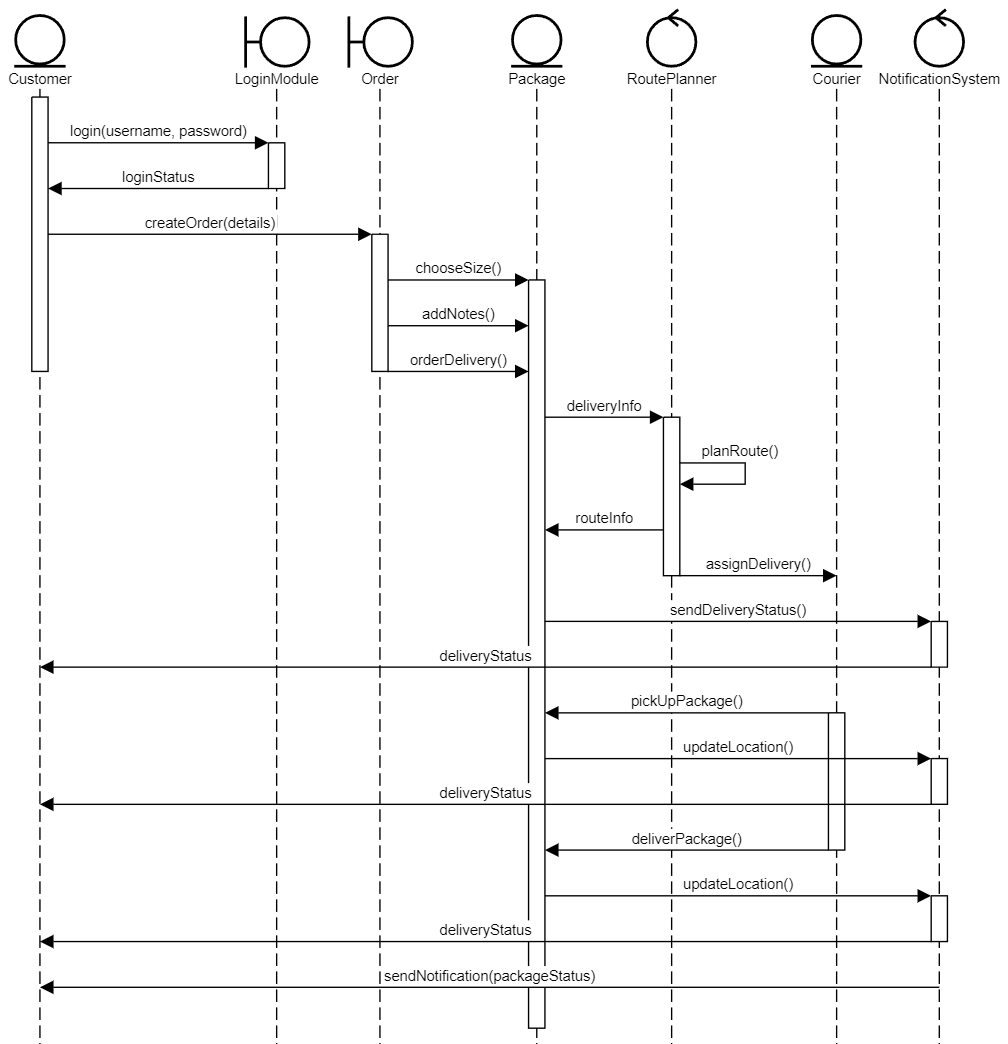 Customer
LoginModule
Order
Package
RoutePlanner
Courier
NotificationSystem
login(username, password)
loginStatus
createOrder(details)
chooseSize()
addNotes()
orderDelivery()
deliveryInfo
planRoute()
routeInfo
assignDelivery()
sendDeliveryStatus()
deliveryStatus
pickUpPackage()
updateLocation()
deliveryStatus
deliverPackage()
updateLocation()
deliveryStatus
sendNotification(packageStatus)